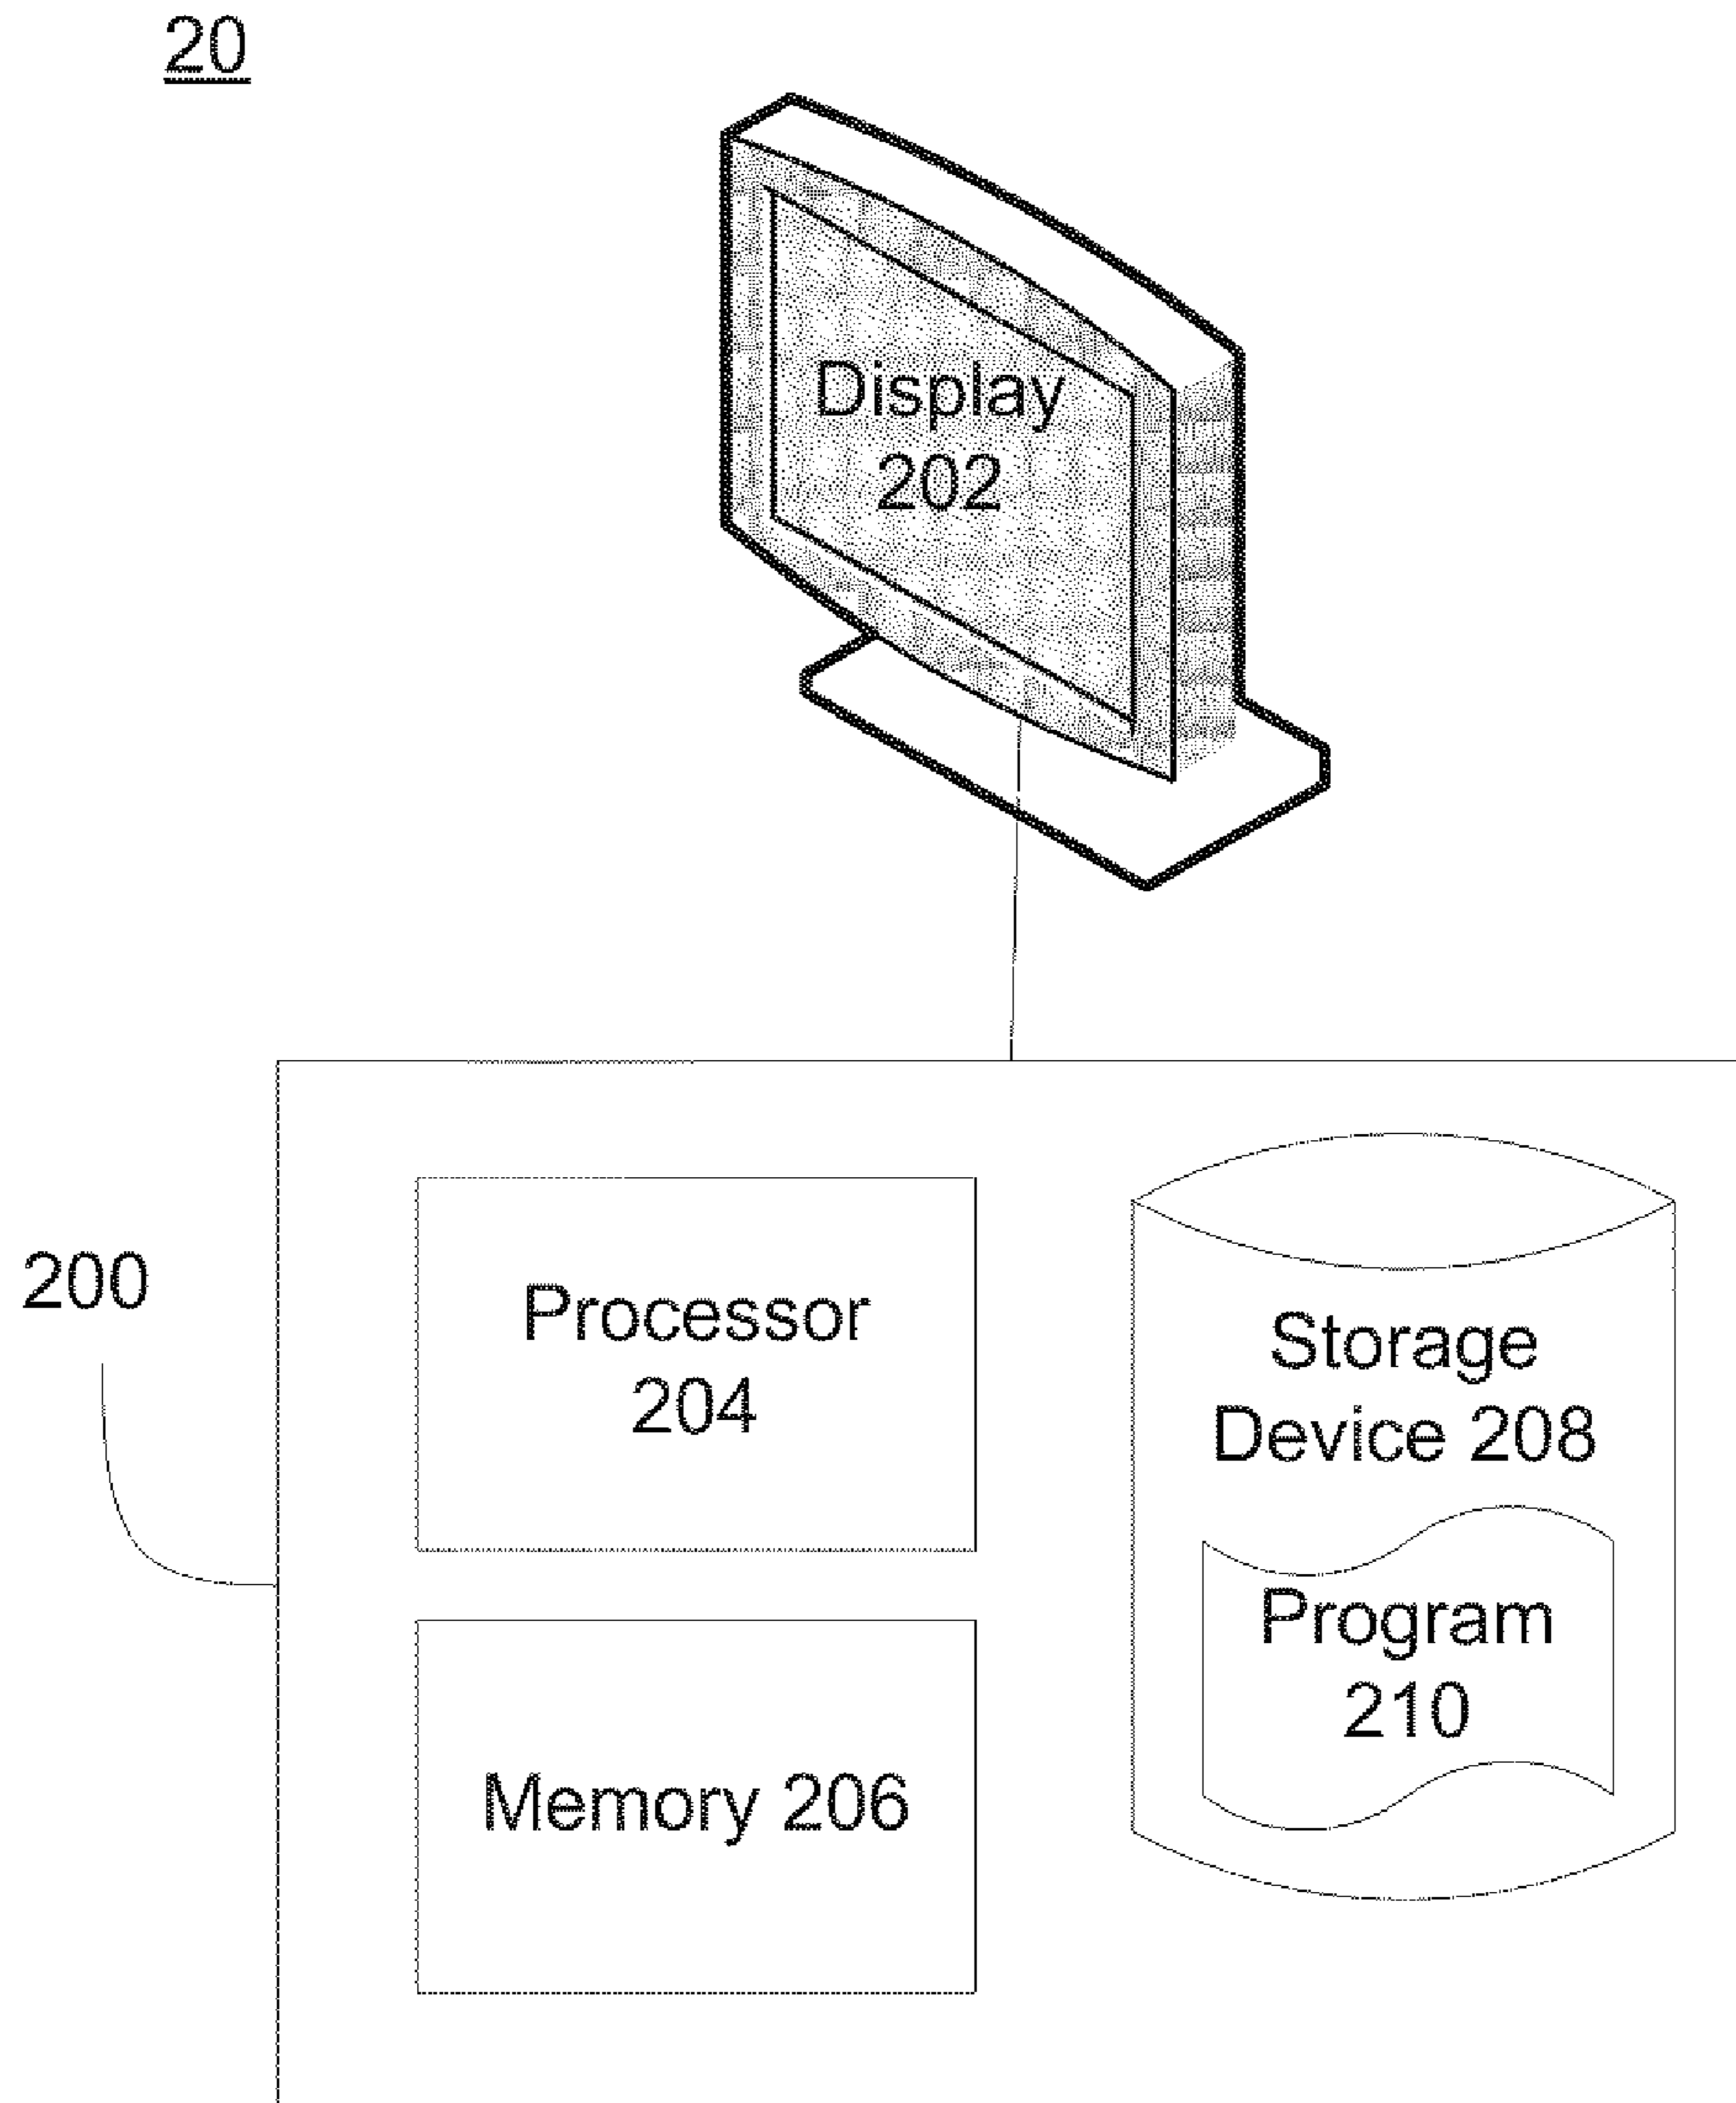 20
Display
202
200
Processor
204
Storage
Device 208
Program
210
Memory 206